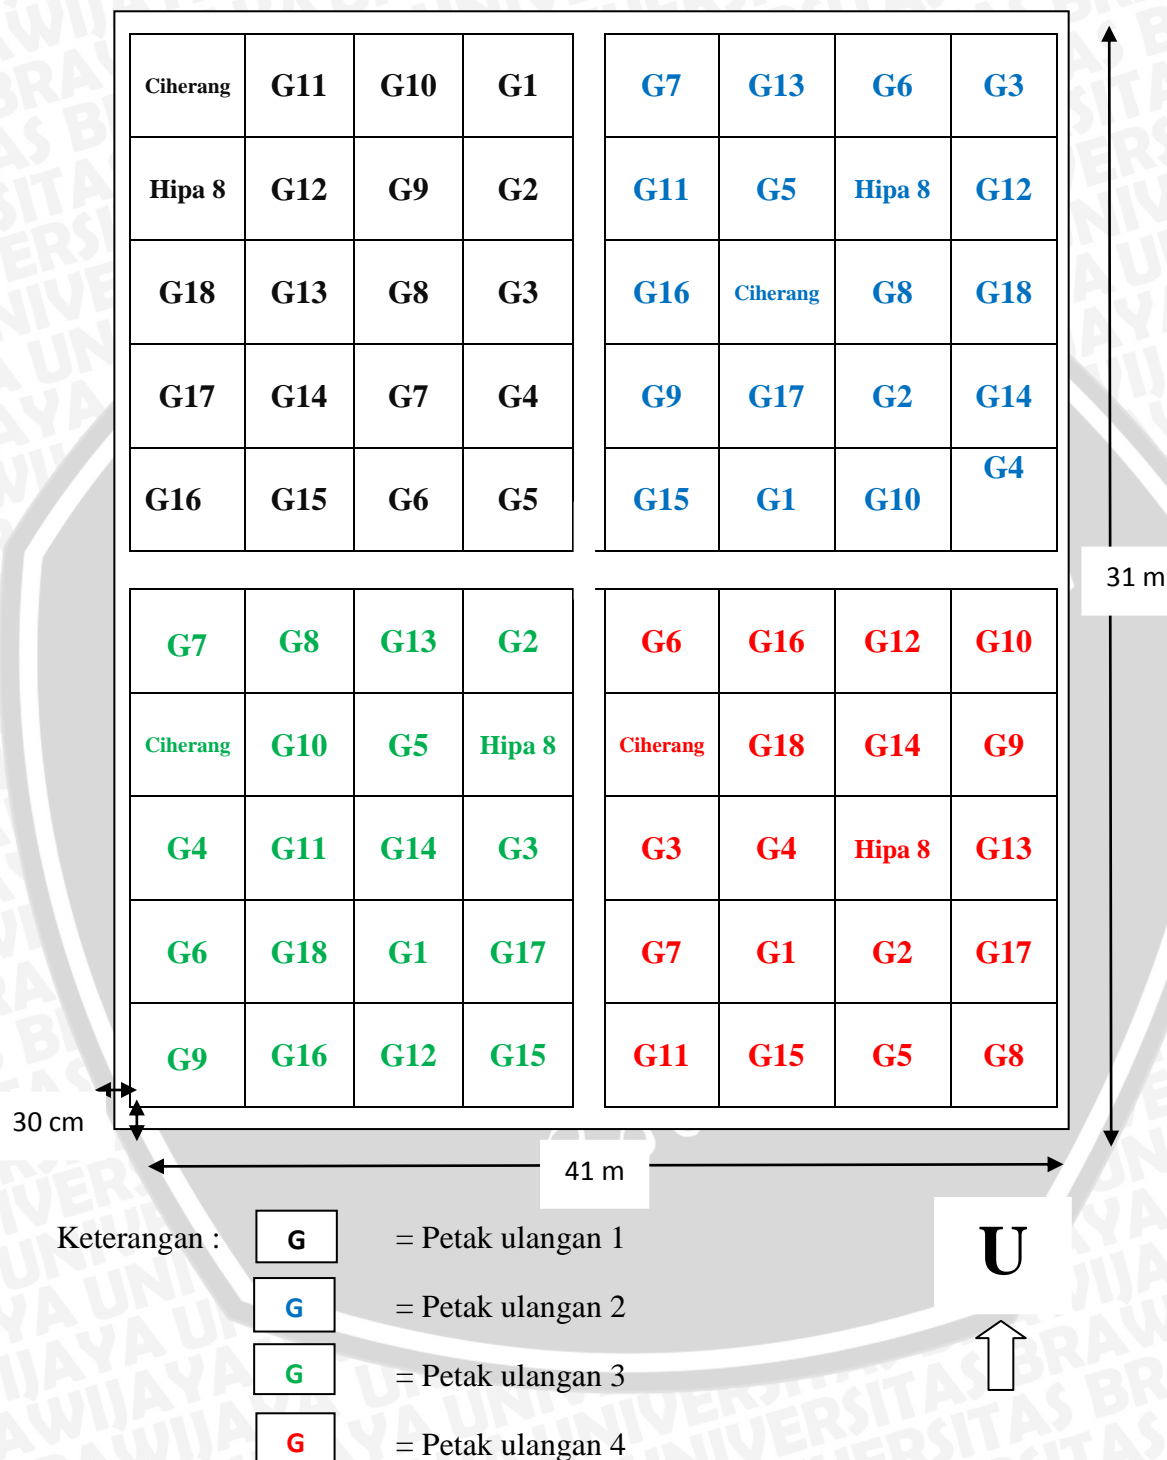 Ciherang G11 G10 G1 G7 G13 G6 G3
Hipa 8 G12 G9 G2 G11 G5 Hipa 8 G12
G18 G13 G8 G3 G16 Ciherang G8 G18
G17 G14 G7 G4 G9 G17 G2 G14
G16 G15 G6 G5 G15 G1 G10 G4
31 m
G7 G8 G13 G2 G6 G16 G12 G10
Ciherang G10 G5 Hipa 8 Ciherang G18 G14 G9
G4 G11 G14 G3 G3 G4 Hipa 8 G13
G6 G18 G1 G17 G7 G1 G2 G17
G9 G16 G12 G15 G11 G15 G5 G8
30 cm
41 m
Keterangan : G = Petak ulangan 1
G = Petak ulangan 2
G = Petak ulangan 3
G = Petak ulangan 4
U